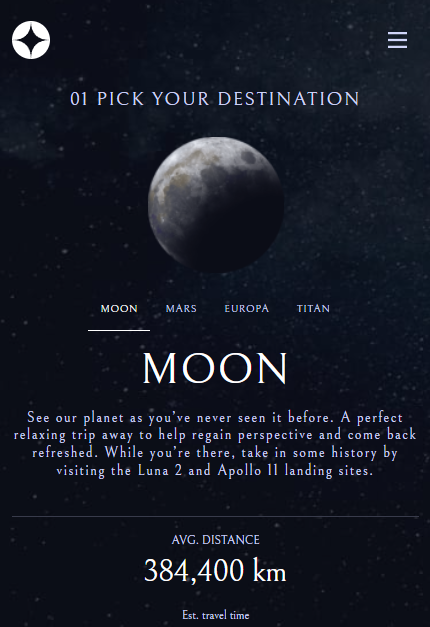 01 PICK YOUR DESTINATION
MOON MARS EUROPA TITAN
MOON
See our planet as you've never seen it before. A perfect
relaxing trip away to help regain perspective and come back
refreshed. While you're there, take in some history by
visiting the Luna 2 and Apollo 11 landing sites.
AVG. DISTANCE
384,400 km
Est. travel time